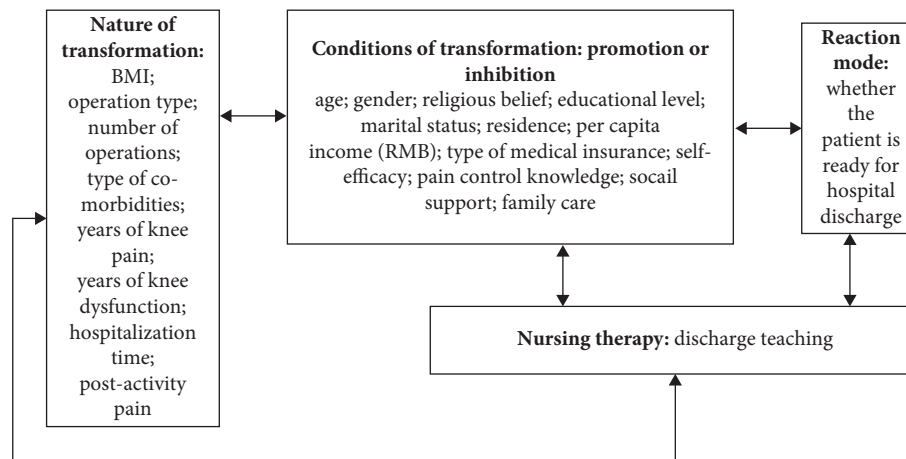 Nature of
transformation:
BMI;
operation type;
number of
operations;
type of co-
morbidities;
years of knee
pain;
years of knee
dysfunction;
hospitalization
time;
post-activity
pain
Conditions of transformation: promotion or
inhibition
age; gender; religious belief; educational level;
marital status; residence; per capita
income (RMB); type of medical insurance; self-
efficacy; pain control knowledge; socail
support; family care
Reaction
mode:
whether
the
patient is
ready for
hospital
discharge
Nursing therapy: discharge teaching